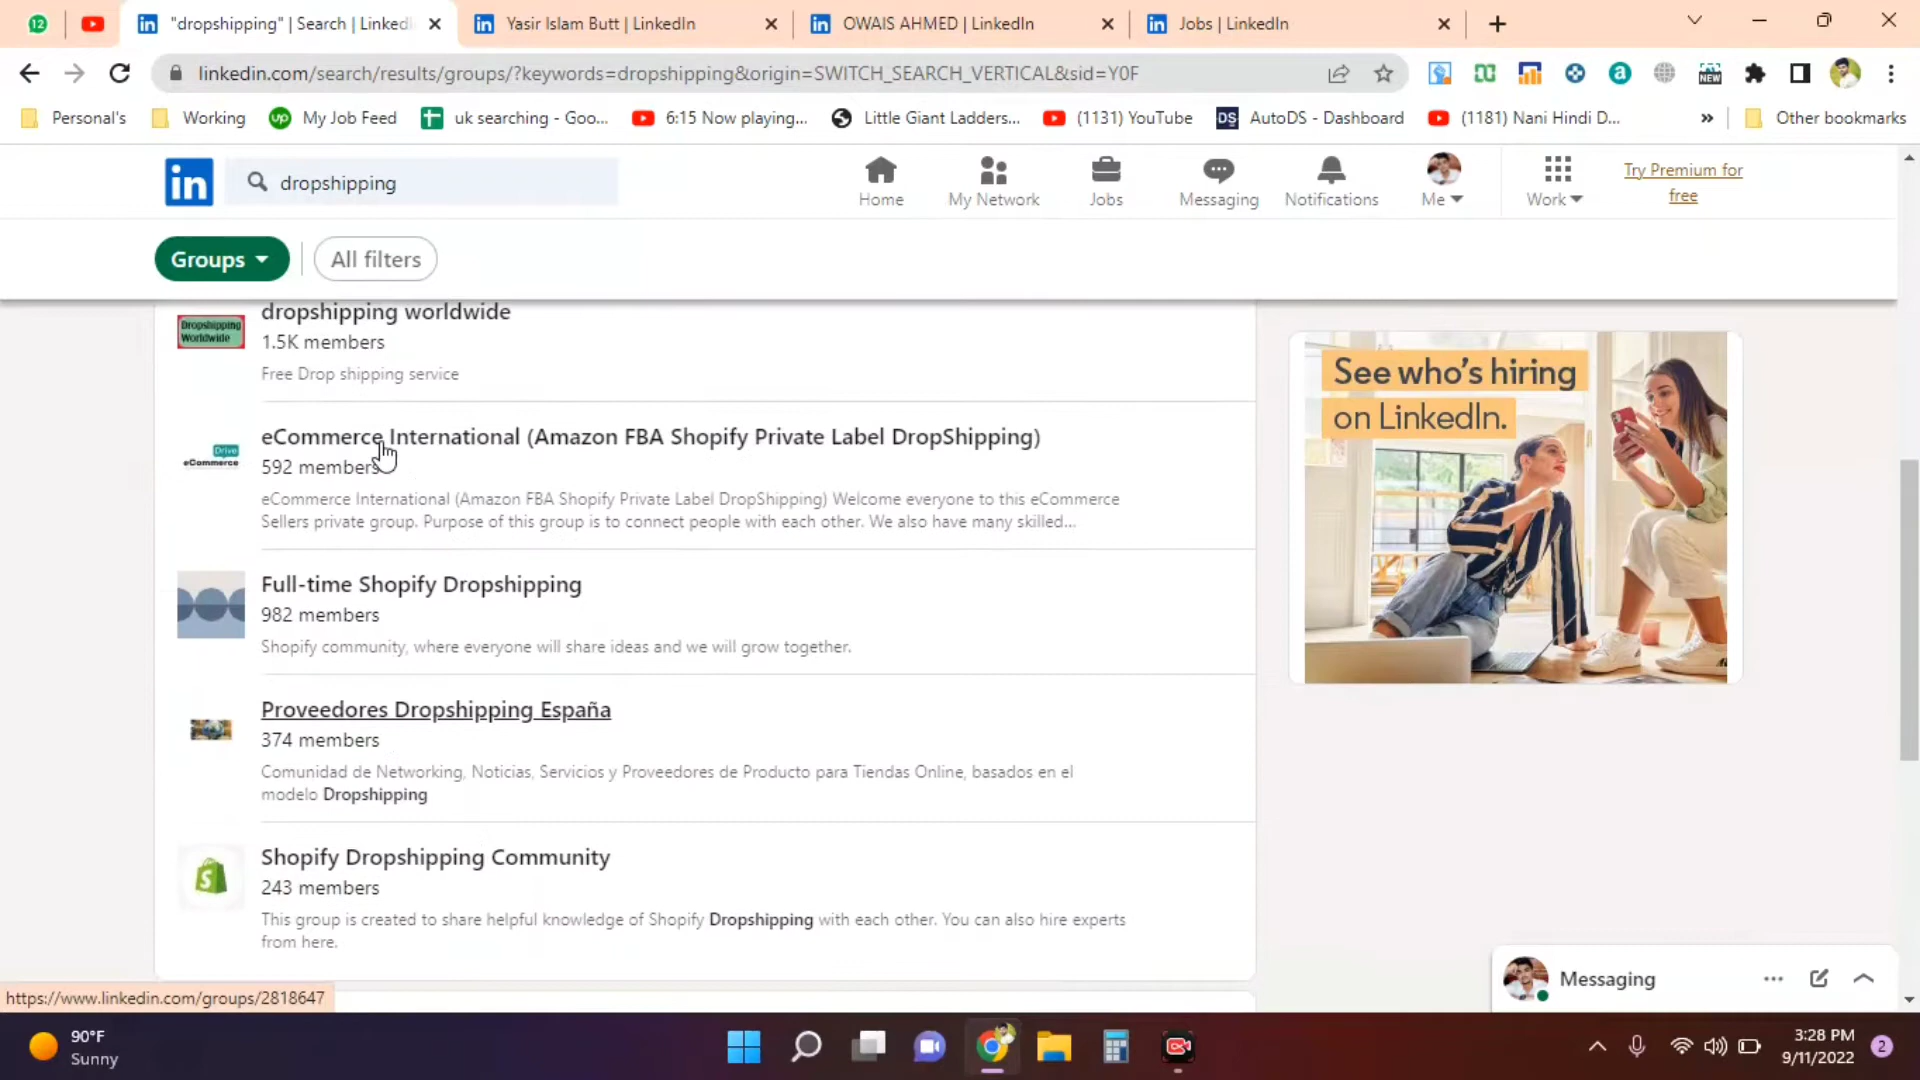 12
"dropshipping" | Search | Linkedi
Yasir Islam Butt | LinkedIn
OWAIS AHMED | LinkedIn
Jobs | LinkedIn
linkedin.com/search/results/groups/?keywords=dropshipping&origin=SWITCH_SEARCH_VERTICAL&sid=Y0F
NEW
Personal's
Working
My Job Feed
uk searching - Goo...
6:15 Now playing...
Little Giant Ladders...
(1131) YouTube
DS
AutoDS - Dashboard
(1181) Nani Hindi D...
»
Other bookmarks
in
dropshipping
Home
My Network
Jobs
Messaging
Notifications
Me
Work
Try Premium for
free
Groups
All filters
Dropshipping
Worldwide
dropshipping worldwide
1.5K members
Free Drop shipping service
Drive
eCommerce
eCommerce International (Amazon FBA Shopify Private Label DropShipping)
592 members
eCommerce International (Amazon FBA Shopify Private Label DropShipping) Welcome everyone to this eCommerce
Sellers private group. Purpose of this group is to connect people with each other. We also have many skilled...
Full-time Shopify Dropshipping
982 members
Shopify community, where everyone will share ideas and we will grow together.
Proveedores Dropshipping España
374 members
Comunidad de Networking, Noticias, Servicios y Proveedores de Producto para Tiendas Online, basados en el
modelo Dropshipping
Shopify Dropshipping Community
243 members
This group is created to share helpful knowledge of Shopify Dropshipping with each other. You can also hire experts
from here.
See who's hiring
on LinkedIn.
Messaging
https://www.linkedin.com/groups/2818647
90°F
Sunny
3:28 PM
9/11/2022
2